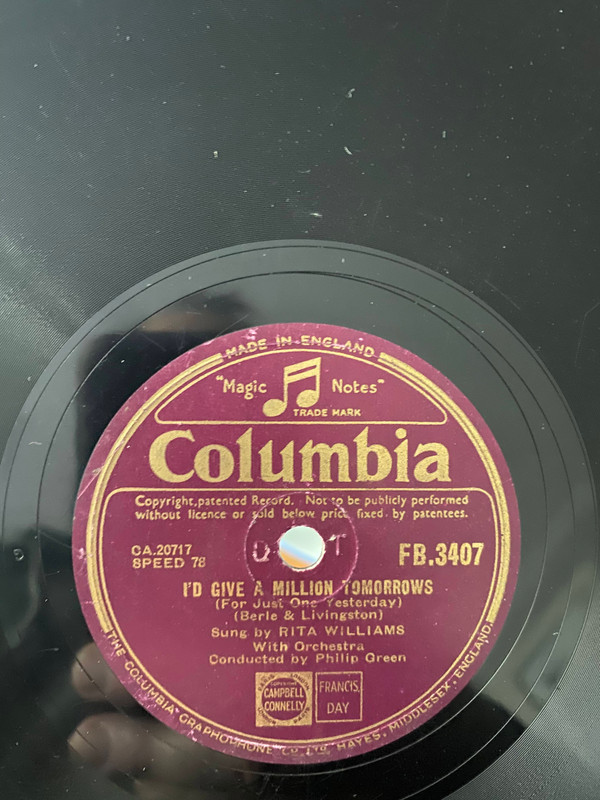 MADE IN ENGLAND
"Magic Notes"
TRADE MARK
Columbia
Copyright, patented Record. Not to be publicly performed
without licence or sold below price fixed by patentees.
CA.20717
SPEED 78
FB.3407
I'D GIVE A MILLION TOMORROWS
(For Just One Yesterday)
(Berle & Livingston)
Sung by RITA WILLIAMS
With Orchestra
Conducted by Philip Green
CAMPBELL
CONNELLY
FRANCIS,
DAY
THE COLUMBIA GRAPHOPHONE CO. LTD. HAYES, MIDDLESEX, ENGLAND